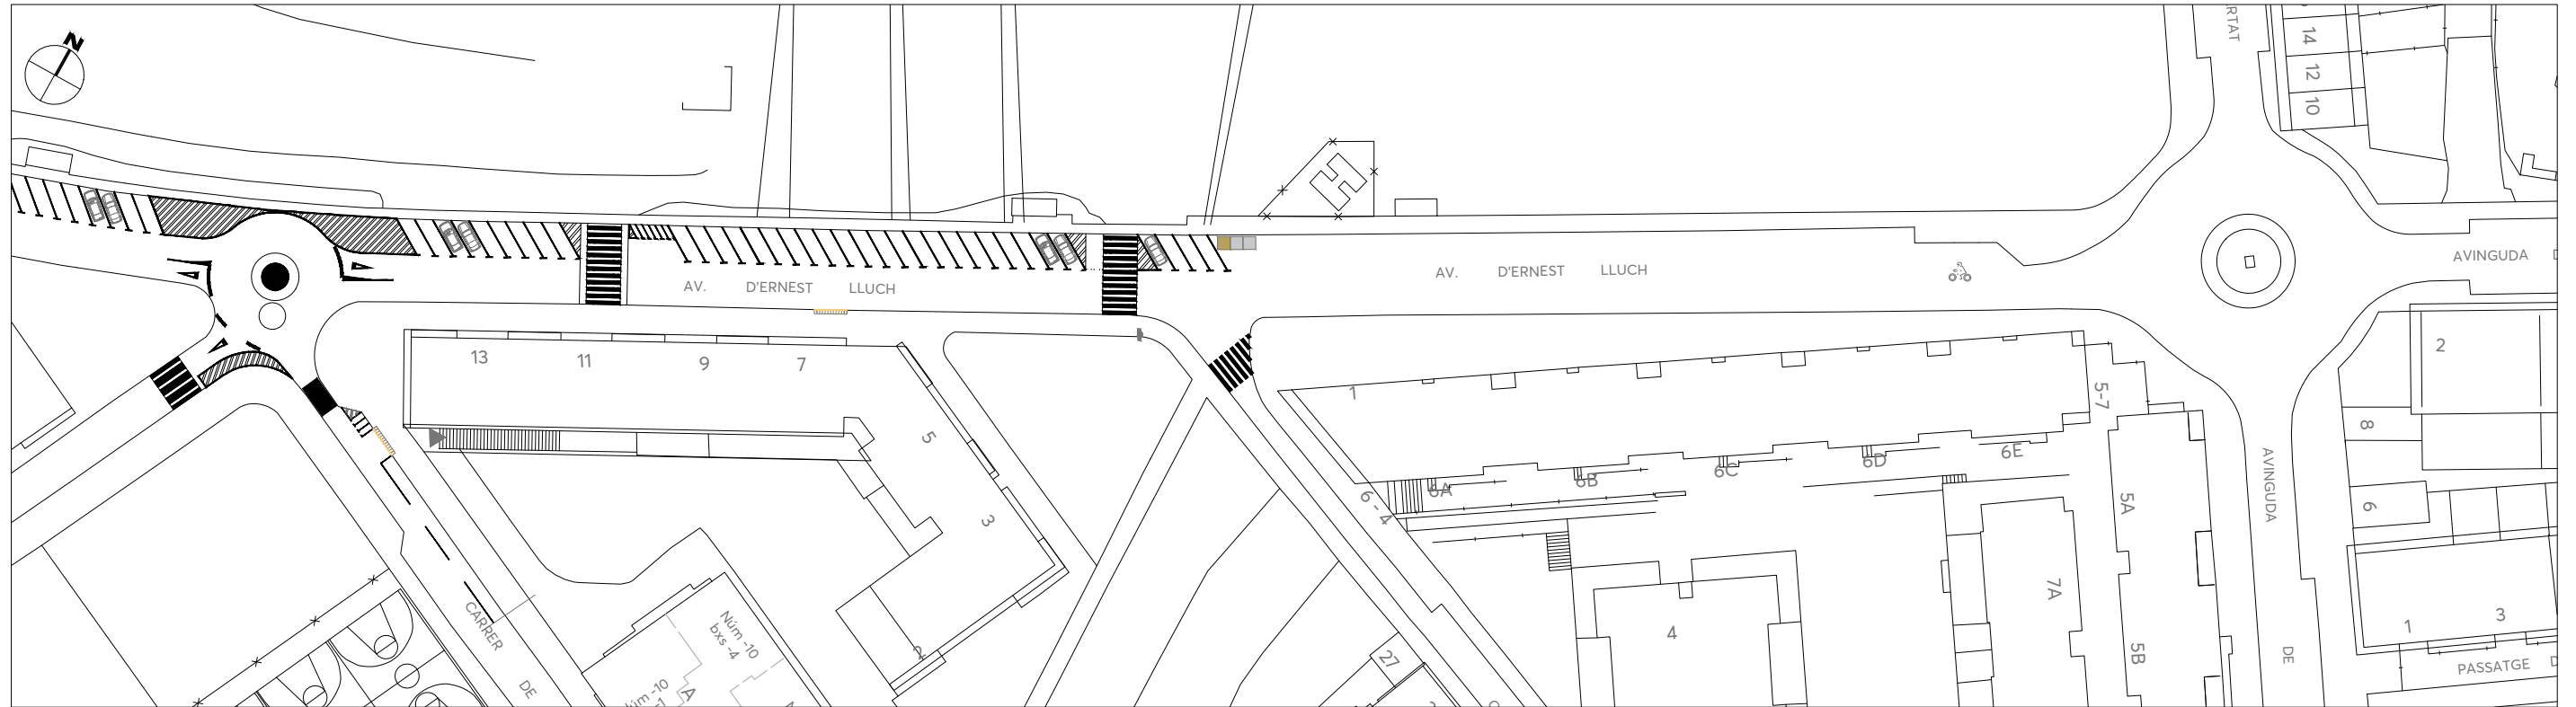 N
14
12
10
AV. D'ERNEST LLUCH
AV. D'ERNEST LLUCH
AVINGUDA
13
11
9
7
5
3
1
5-7
2
8
6
6A
6B
6C
6D
6E
6 - 4
5A
5B
7A
4
27
AVINGUDA
DE
1
3
PASSATGE
CARRER
DE
Núm -10
bxs -4
A
2